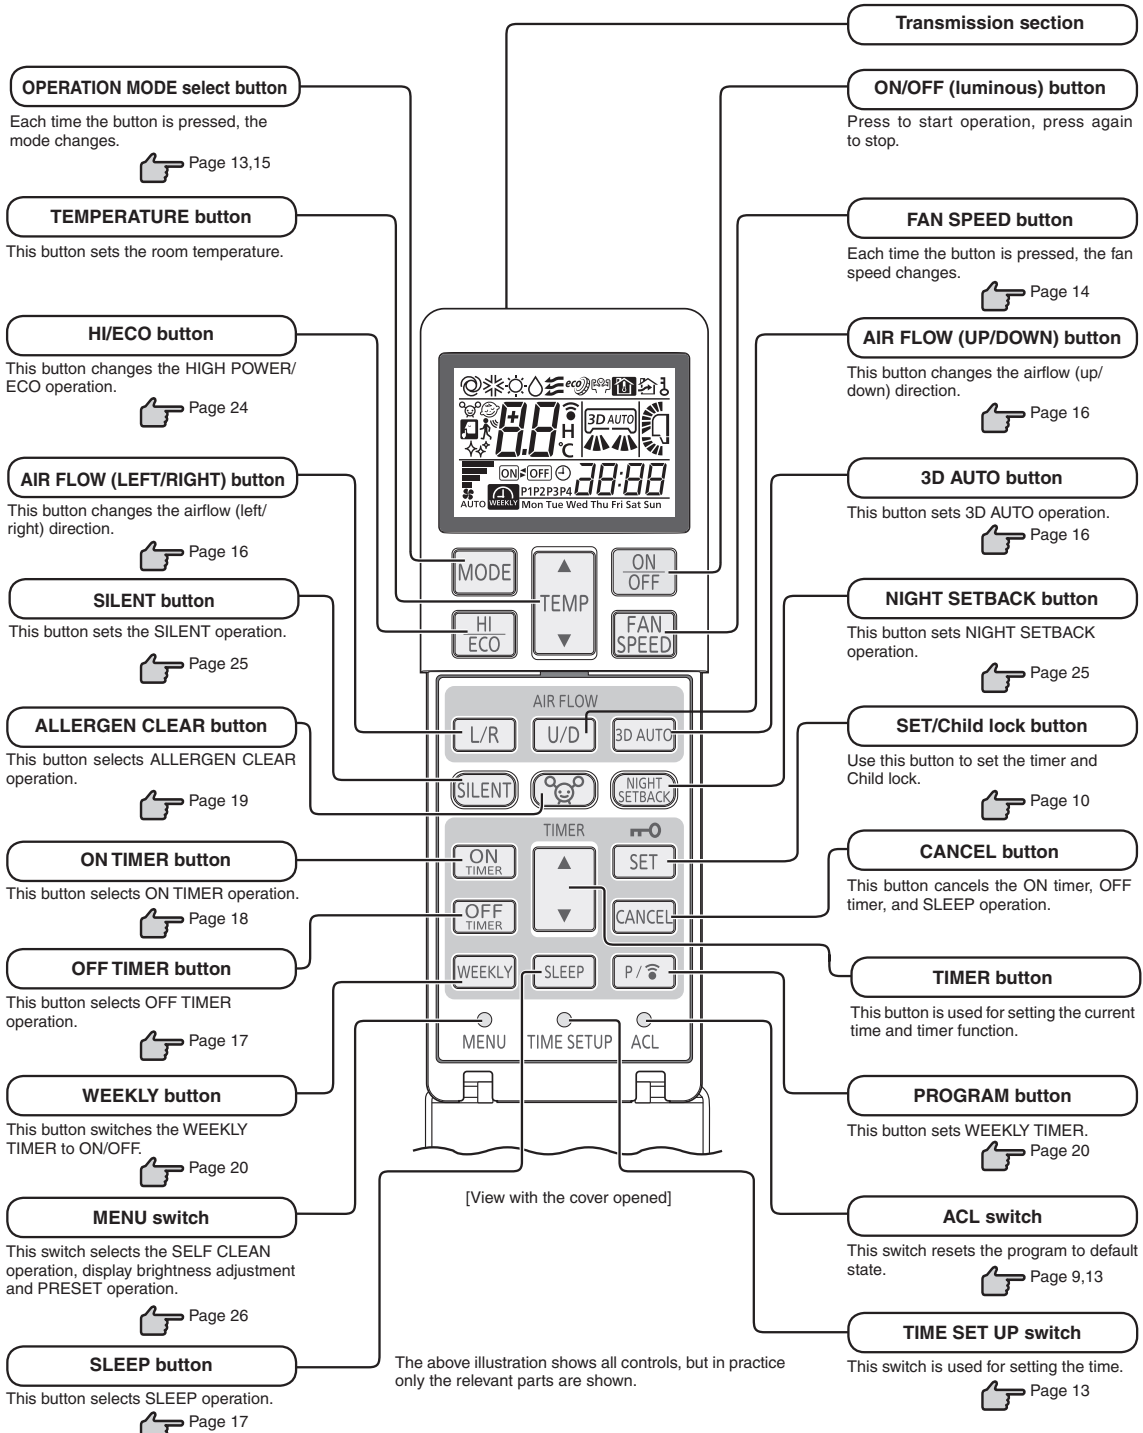 Transmission section
OPERATION MODE select button
Each time the button is pressed, the
mode changes.
Page 13,15
TEMPERATURE button
This button sets the room temperature.
HI/ECO button
This button changes the HIGH POWER/
ECO operation.
Page 24
AIR FLOW (LEFT/RIGHT) button
This button changes the airflow (left/
right) direction.
Page 16
SILENT button
This button sets the SILENT operation.
Page 25
ALLERGEN CLEAR button
This button selects ALLERGEN CLEAR
operation.
Page 19
ON TIMER button
This button selects ON TIMER operation.
Page 18
OFF TIMER button
This button selects OFF TIMER
operation.
Page 17
WEEKLY button
This button switches the WEEKLY
TIMER to ON/OFF.
Page 20
MENU switch
This switch selects the SELF CLEAN
operation, display brightness adjustment
and PRESET operation.
Page 26
SLEEP button
This button selects SLEEP operation.
Page 17
eco
8.8
H
°C
3D AUTO
ON
OFF
P1P2P3P4
88:88
AUTO
WEEKLY
Mon Tue Wed Thu Fri Sat Sun
MODE
TEMP
ON
OFF
HI
ECO
FAN
SPEED
AIR FLOW
L/R
U/D
3D AUTO
SILENT
NIGHT
SETBACK
TIMER
ON
TIMER
SET
OFF
TIMER
CANCEL
WEEKLY
SLEEP
P /
MENU
TIME SETUP
ACL
[View with the cover opened]
The above illustration shows all controls, but in practice
only the relevant parts are shown.
ON/OFF (luminous) button
Press to start operation, press again
to stop.
FAN SPEED button
Each time the button is pressed, the fan
speed changes.
Page 14
AIR FLOW (UP/DOWN) button
This button changes the airflow (up/
down) direction.
Page 16
3D AUTO button
This button sets 3D AUTO operation.
Page 16
NIGHT SETBACK button
This button sets NIGHT SETBACK
operation.
Page 25
SET/Child lock button
Use this button to set the timer and
Child lock.
Page 10
CANCEL button
This button cancels the ON timer, OFF
timer, and SLEEP operation.
TIMER button
This button is used for setting the current
time and timer function.
PROGRAM button
This button sets WEEKLY TIMER.
Page 20
ACL switch
This switch resets the program to default
state.
Page 9,13
TIME SET UP switch
This switch is used for setting the time.
Page 13